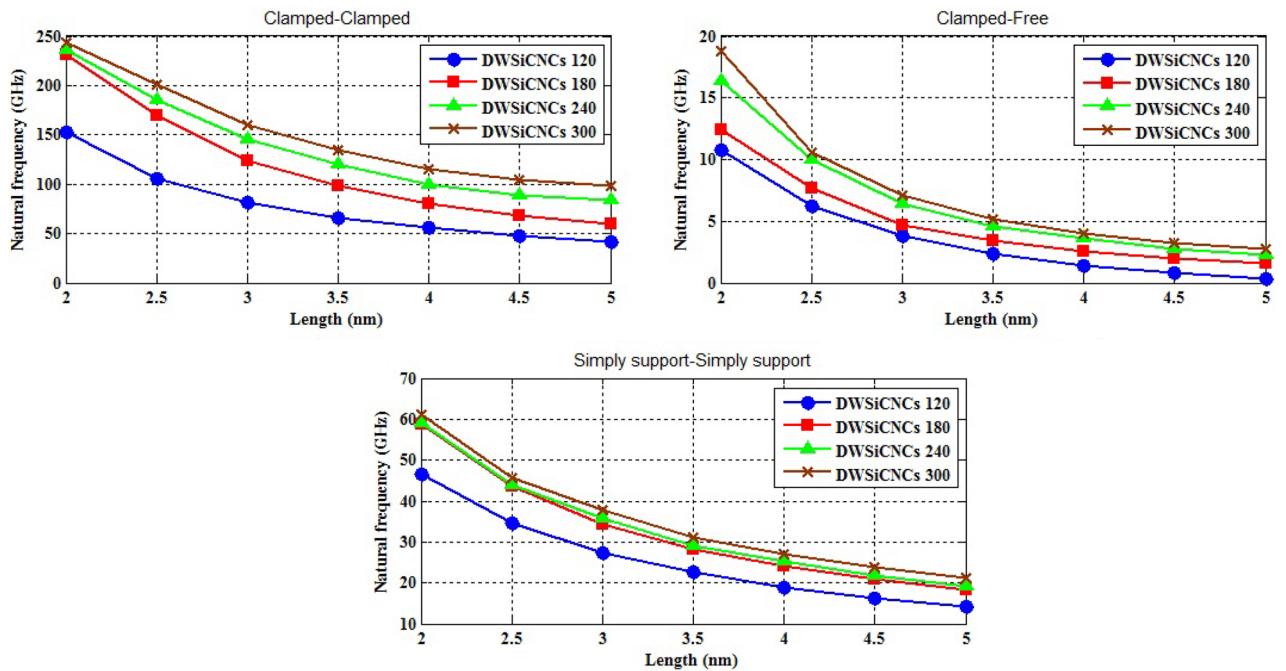 Clamped-Clamped
250
200
150
100
50
0
2 2.5 3 3.5 4 4.5 5
Natural frequency (GHz)
Length (nm)
DWSiCNCs 120
DWSiCNCs 180
DWSiCNCs 240
DWSiCNCs 300
Clamped-Free
20
15
10
5
0
2 2.5 3 3.5 4 4.5 5
Natural frequency (GHz)
Length (nm)
DWSiCNCs 120
DWSiCNCs 180
DWSiCNCs 240
DWSiCNCs 300
Simply support-Simply support
70
60
50
40
30
20
10
2 2.5 3 3.5 4 4.5 5
Natural frequency (GHz)
Length (nm)
DWSiCNCs 120
DWSiCNCs 180
DWSiCNCs 240
DWSiCNCs 300